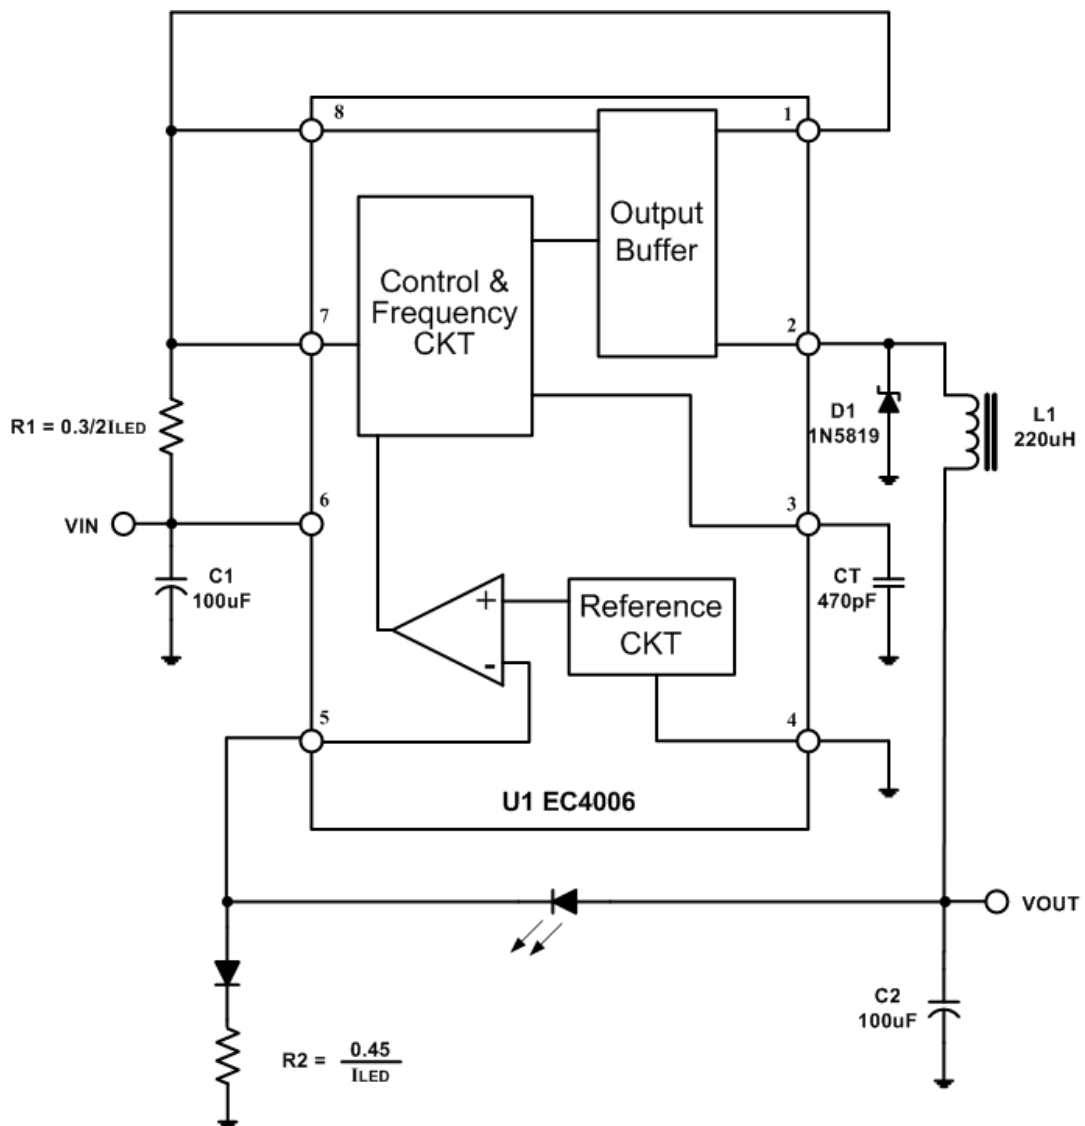 8
1
Output
Buffer
Control &
Frequency
CKT
7
2
R1 = 0.3/2ILED
D1
1N5819
L1
220uH
6
3
VIN
C1
100uF
CT
470pF
+
-
Reference
CKT
5
4
U1 EC4006
VOUT
C2
100uF
R2 = 0.45
ILED